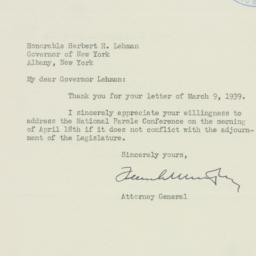 Honorable Herbert H. Lehman
Governor of New York
Albany, New York
My dear Governor Lehman:
Thank you for your letter of March 9, 1939.
I sincerely appreciate your willingness to
address the National Parole Conference on the morning
of April 18th if it does not conflict with the adjourn-
ment of the Legislature.
Sincerely yours,
Frank Murphy
Attorney General